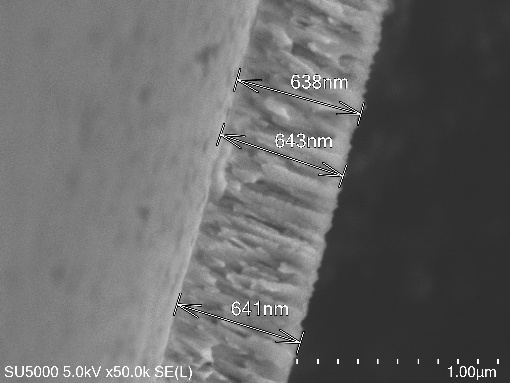 638nm
643nm
641nm
SU5000 5.0kV x50.0k SE(L)
1.00µm